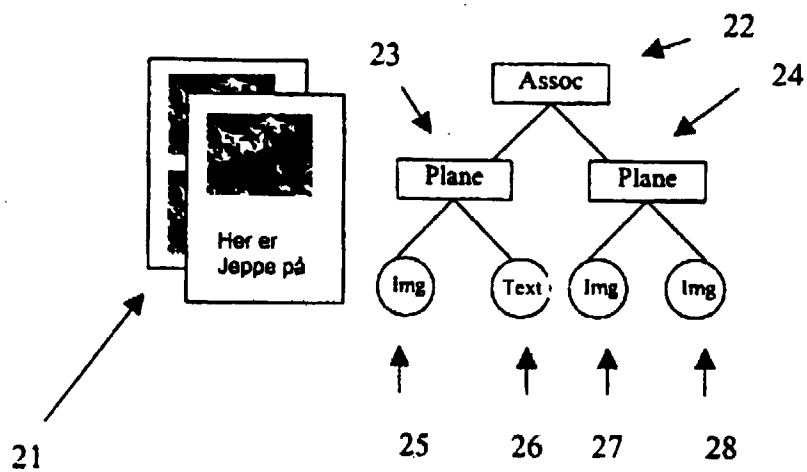 22
23
24
Assoc
Plane Plane
Her er
Jeppe på
Img Text Img Img
21
25 26 27 28